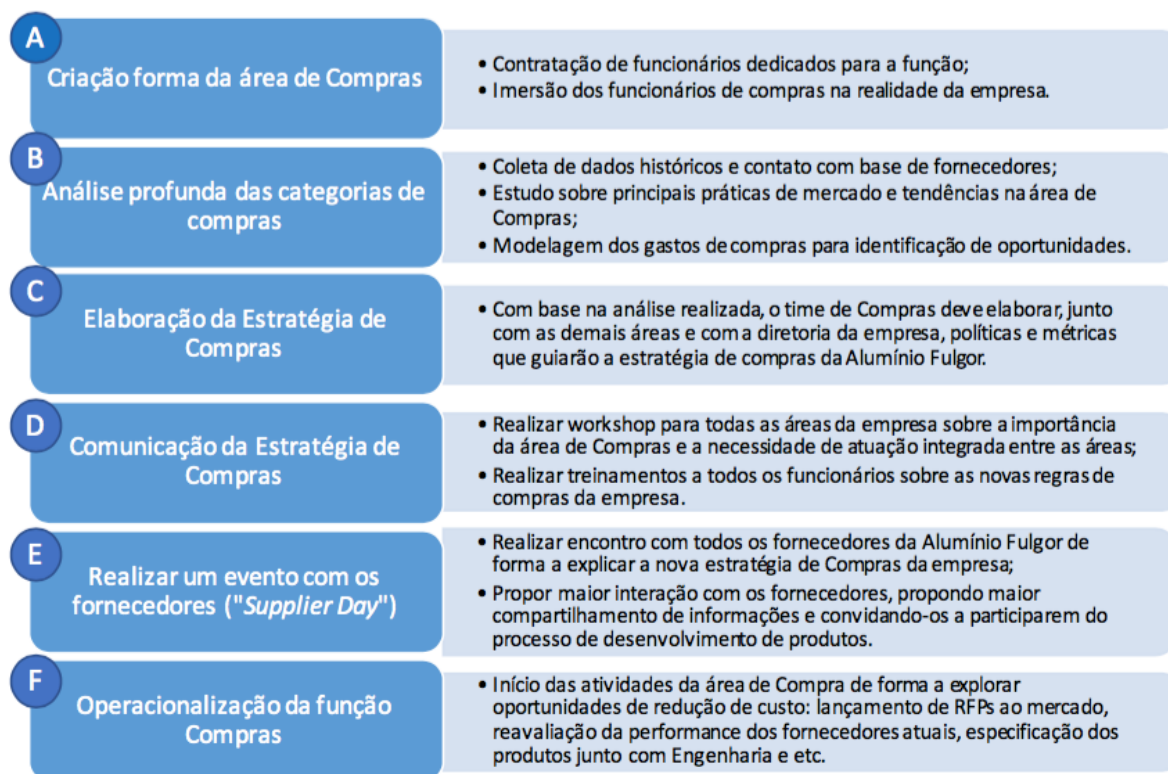 A
Criação forma da área de Compras
• Contratação de funcionários dedicados para a função;
• Imersão dos funcionários de compras na realidade da empresa.
B
Análise profunda das categorias de
compras
• Coleta de dados históricos e contato com base de fornecedores;
• Estudo sobre principais práticas de mercado e tendências na área de
Compras;
• Modelagem dos gastos de compras para identificação de oportunidades.
C
Elaboração da Estratégia de
Compras
• Com base na análise realizada, o time de Compras deve elaborar, junto
com as demais áreas e com a diretoria da empresa, políticas e métricas
que guiarão a estratégia de compras da Alumínio Fulgor.
D
Comunicação da Estratégia de
Compras
• Realizar workshop para todas as áreas da empresa sobre a importância
da área de Compras e a necessidade de atuação integrada entre as áreas;
• Realizar treinamentos a todos os funcionários sobre as novas regras de
compras da empresa.
E
Realizar um evento com os
fornecedores ("Supplier Day")
• Realizar encontro com todos os fornecedores da Alumínio Fulgor de
forma a explicar a nova estratégia de Compras da empresa;
• Propor maior interação com os fornecedores, propondo maior
compartilhamento de informações e convidando-os a participarem do
processo de desenvolvimento de produtos.
F
Operacionalização da função
Compras
• Início das atividades da área de Compra de forma a explorar
oportunidades de redução de custo: lançamento de RFPs ao mercado,
reavaliação da performance dos fornecedores atuais, especificação dos
produtos junto com Engenharia e etc.